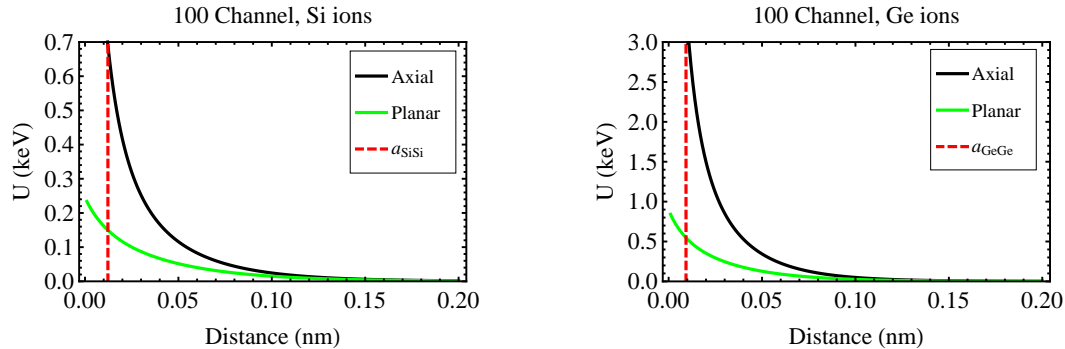 100 Channel, Si ions
U (keV)
0.7
0.6
0.5
0.4
0.3
0.2
0.1
0.0
Axial
Planar
a_SiSi
0.00 0.05 0.10 0.15 0.20
Distance (nm)
100 Channel, Ge ions
U (keV)
3.0
2.5
2.0
1.5
1.0
0.5
0.0
Axial
Planar
a_GeGe
0.00 0.05 0.10 0.15 0.20
Distance (nm)